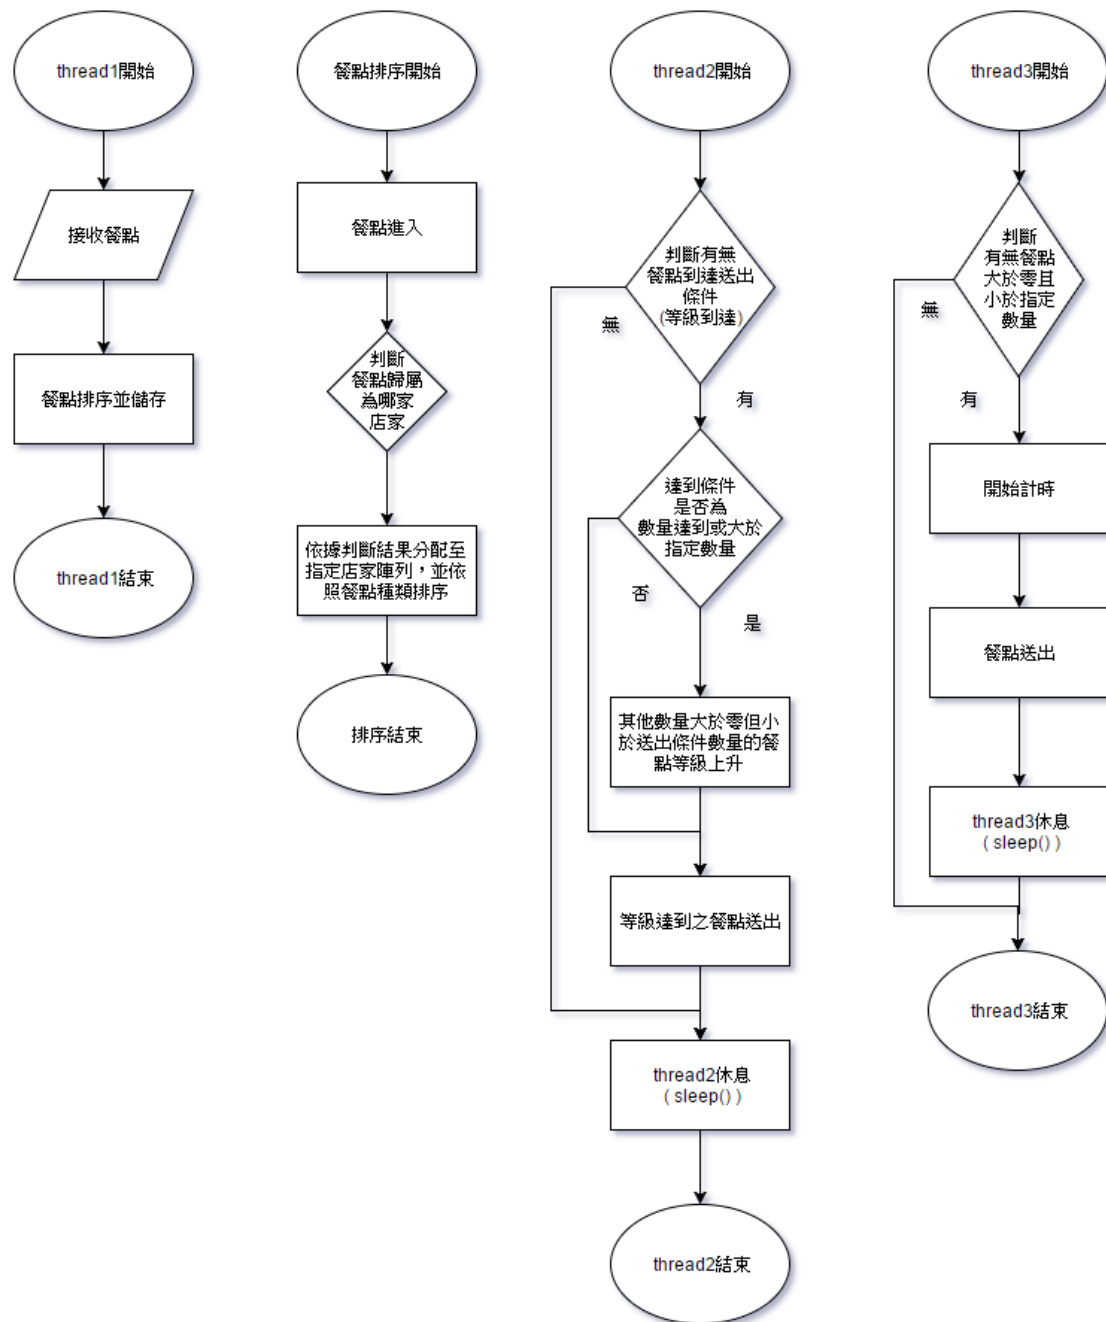 thread1開始
接收餐點
餐點排序並儲存
thread1結束
餐點排序開始
餐點進入
判斷
餐點歸屬
為哪家
店家
依據判斷結果分配至
指定店家陣列，並依
照餐點種類排序
排序結束
thread2開始
判斷有無
餐點到達送出
條件
(等級到達)
無
有
達到條件
是否為
數量達到或大於
指定數量
否
是
其他數量大於零但小
於送出條件數量的餐
點等級上升
等級達到之餐點送出
thread2休息
( sleep() )
thread2結束
thread3開始
判斷
有無餐點
大於零且
小於指定
數量
無
有
開始計時
餐點送出
thread3休息
( sleep() )
thread3結束